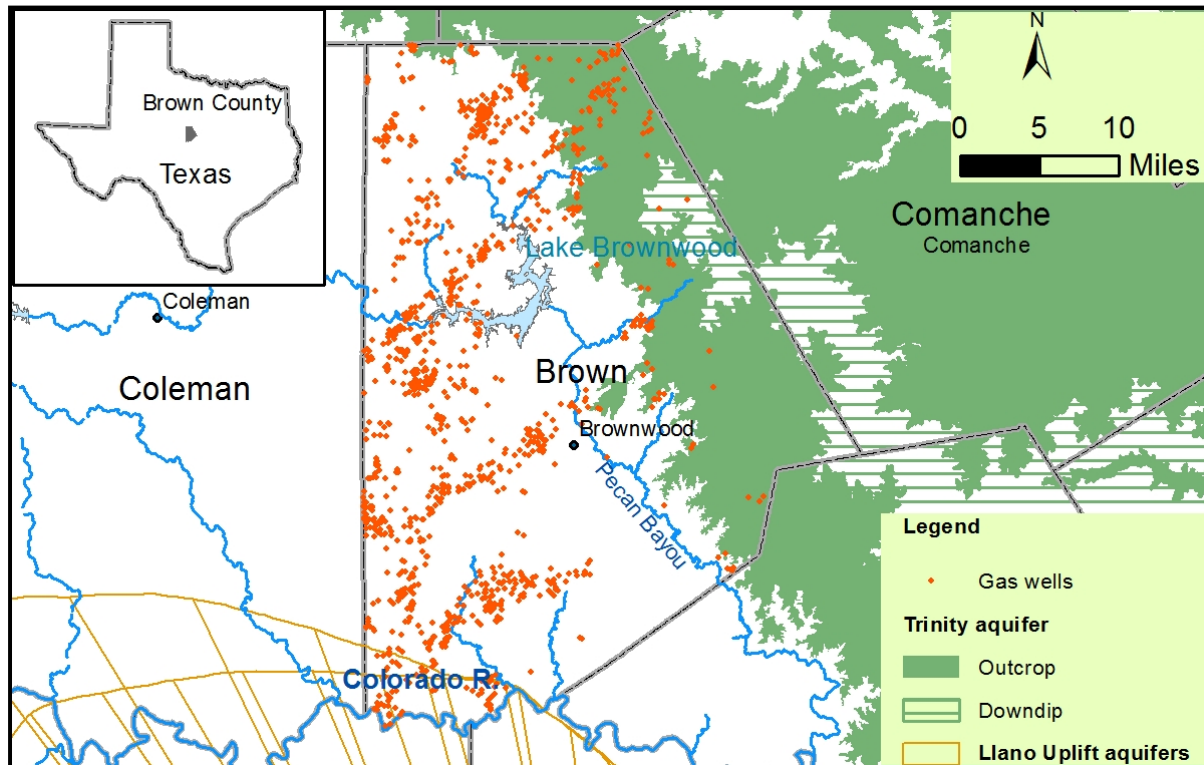 Brown County
Texas
N
0 5 10
Miles
Comanche
Comanche
Lake Brownwood
Coleman
Coleman
Brown
Brownwood
Pecan Bayou
Colorado R.
Legend
Gas wells
Trinity aquifer
Outcrop
Downdip
Llano Uplift aquifers